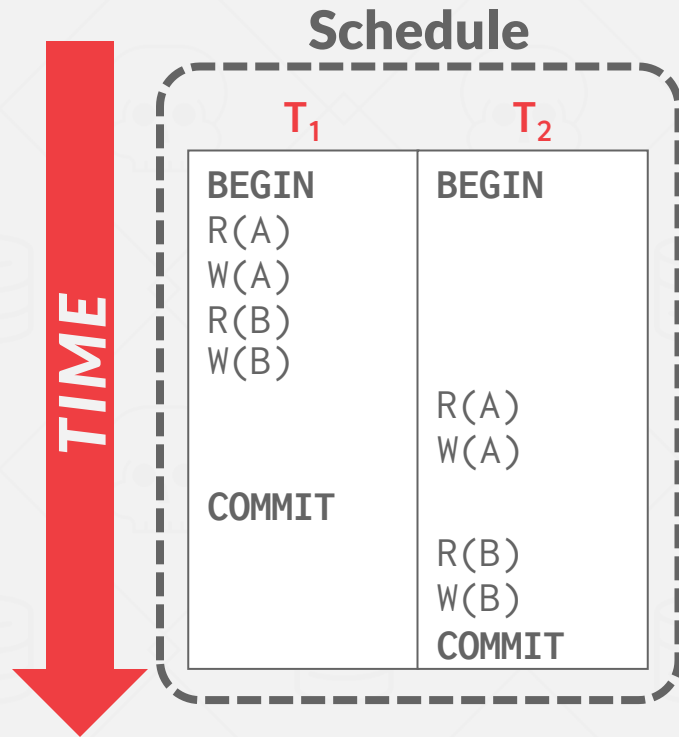 Schedule
TIME
T₁ T₂
BEGIN BEGIN
R(A)
W(A)
R(B)
W(B)
R(A)
W(A)
COMMIT
R(B)
W(B)
COMMIT